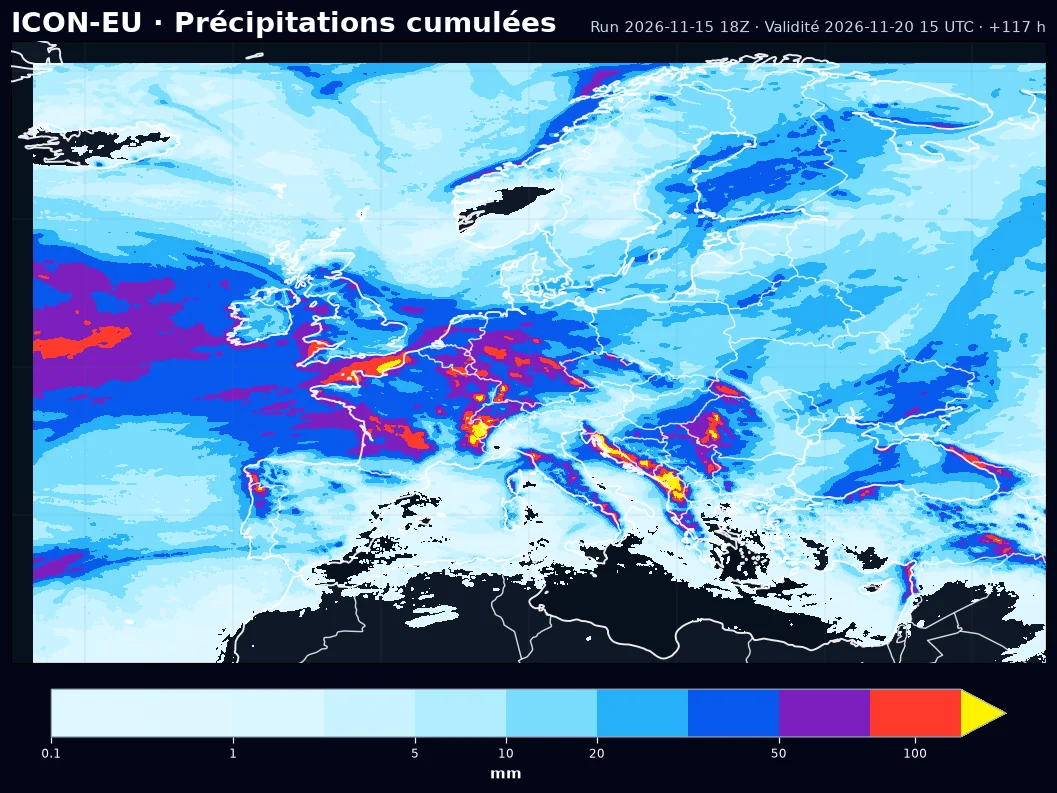 ICON-EU · Précipitations cumulées
Run 2026-11-15 18Z · Validité 2026-11-20 15 UTC · +117 h
0.1 1 5 10 20 50 100
mm